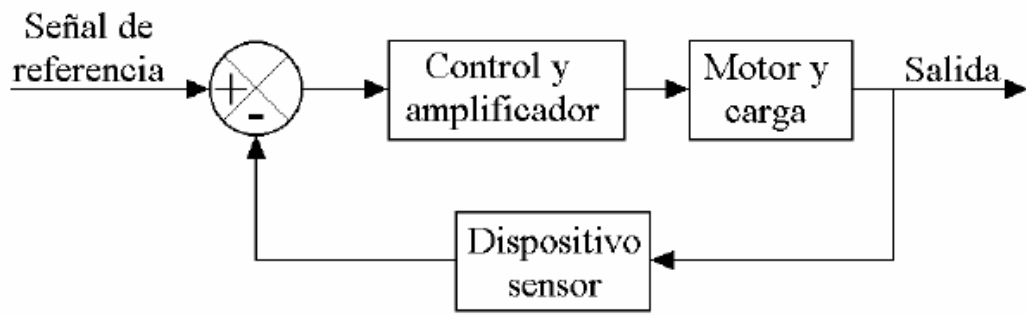 Señal de
referencia
+
-
Control y
amplificador
Motor y
carga
Salida
Dispositivo
sensor